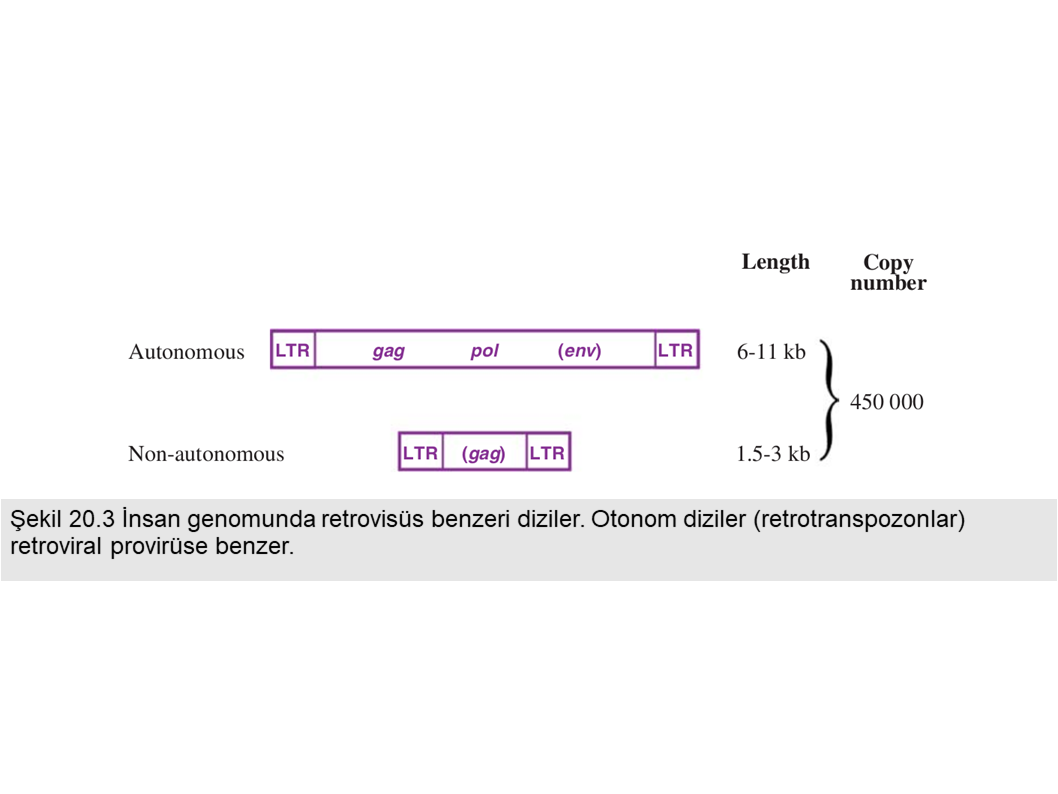 Length Copy
number
Autonomous LTR gag pol (env) LTR 6-11 kb
450 000
Non-autonomous LTR (gag) LTR 1.5-3 kb
Şekil 20.3 İnsan genomunda retrovisüs benzeri diziler. Otonom diziler (retrotranspozonlar)
retroviral provirüse benzer.